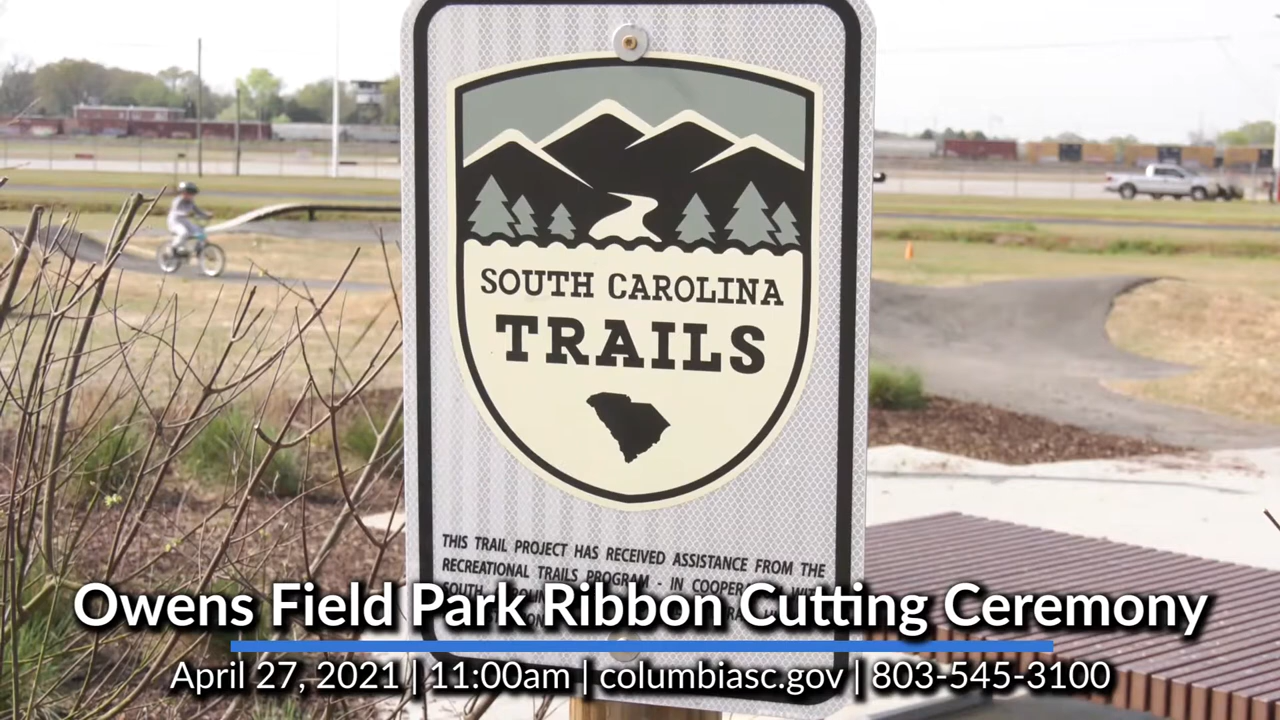 SOUTH CAROLINA
TRAILS
THIS TRAIL PROJECT HAS RECEIVED ASSISTANCE FROM THE
RECREATIONAL TRAILS PROGRAM - IN COOPERATION WITH
SOUTH
Owens Field Park Ribbon Cutting Ceremony
April 27, 2021 | 11:00am | columbiasc.gov | 803-545-3100